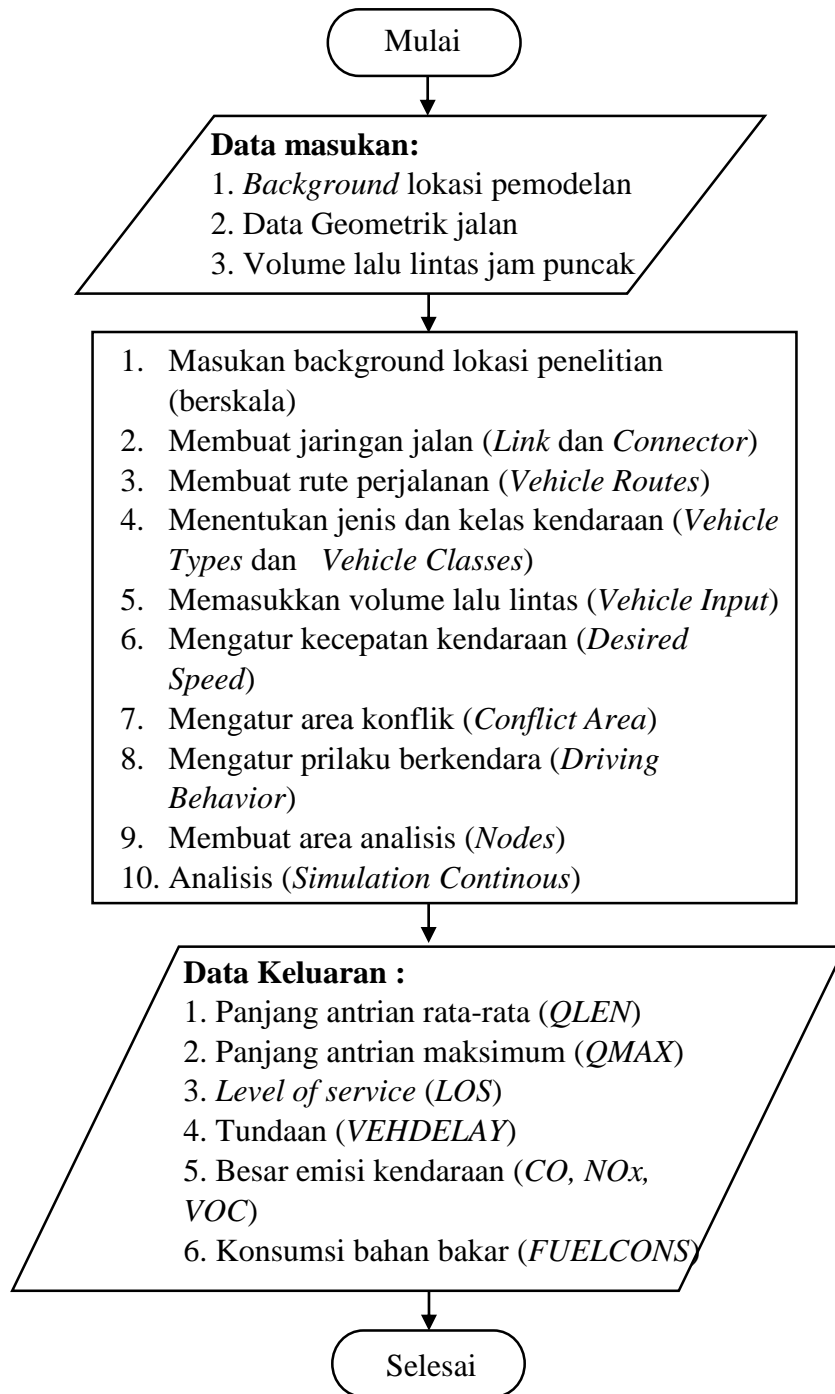 Mulai
Data masukan:
1. Background lokasi pemodelan
2. Data Geometrik jalan
3. Volume lalu lintas jam puncak
1. Masukan background lokasi penelitian
(berskala)
2. Membuat jaringan jalan (Link dan Connector)
3. Membuat rute perjalanan (Vehicle Routes)
4. Menentukan jenis dan kelas kendaraan (Vehicle
Types dan Vehicle Classes)
5. Memasukkan volume lalu lintas (Vehicle Input)
6. Mengatur kecepatan kendaraan (Desired
Speed)
7. Mengatur area konflik (Conflict Area)
8. Mengatur prilaku berkendara (Driving
Behavior)
9. Membuat area analisis (Nodes)
10. Analisis (Simulation Continous)
Data Keluaran :
1. Panjang antrian rata-rata (QLEN)
2. Panjang antrian maksimum (QMAX)
3. Level of service (LOS)
4. Tundaan (VEHDELAY)
5. Besar emisi kendaraan (CO, NOx,
VOC)
6. Konsumsi bahan bakar (FUELCONS)
Selesai